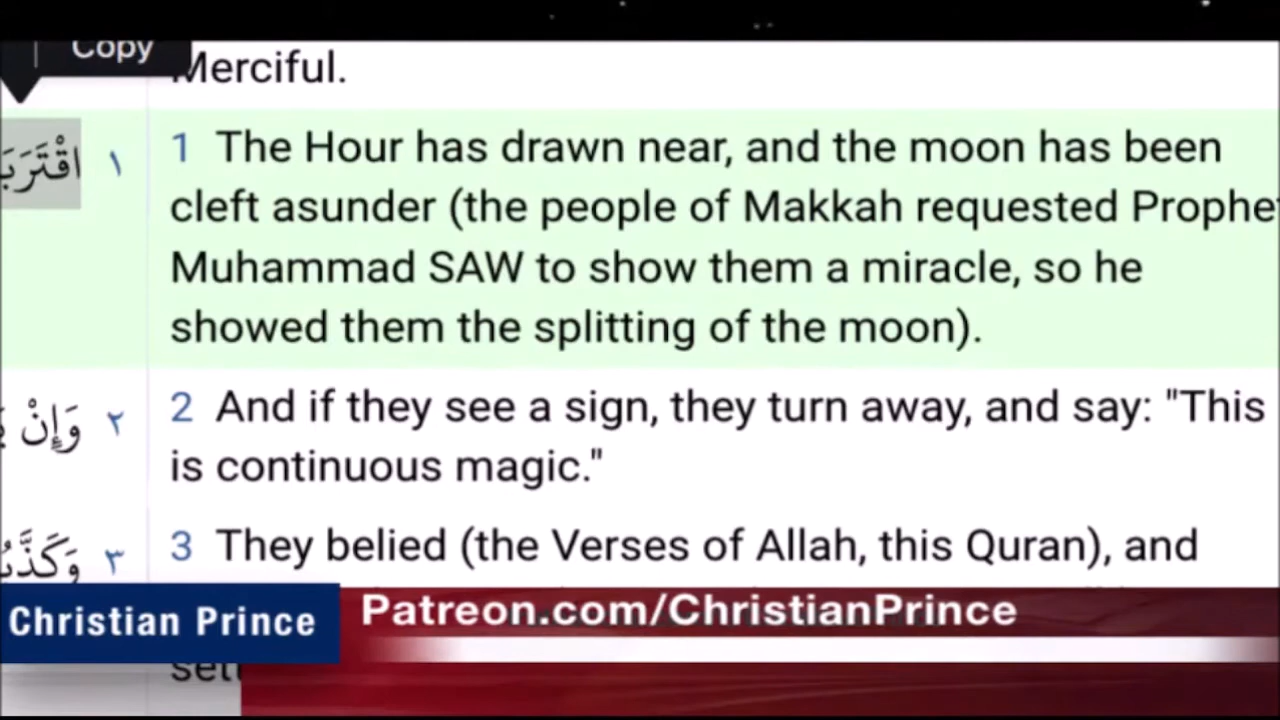 Copy
Merciful.
١
1 The Hour has drawn near, and the moon has been
cleft asunder (the people of Makkah requested Prophet
Muhammad SAW to show them a miracle, so he
showed them the splitting of the moon).
وَإِنْ ٢
2 And if they see a sign, they turn away, and say: "This
is continuous magic."
٣
3 They belied (the Verses of Allah, this Quran), and
Christian Prince
Patreon.com/ChristianPrince